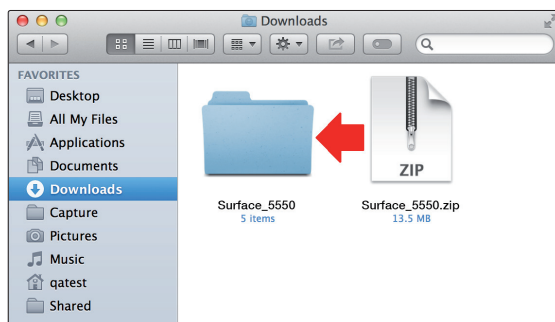 Downloads
FAVORITES
Desktop
All My Files
Applications
Documents
Downloads
Capture
Pictures
Music
qatest
Shared
ZIP
Surface_5550
5 items
Surface_5550.zip
13.5 MB